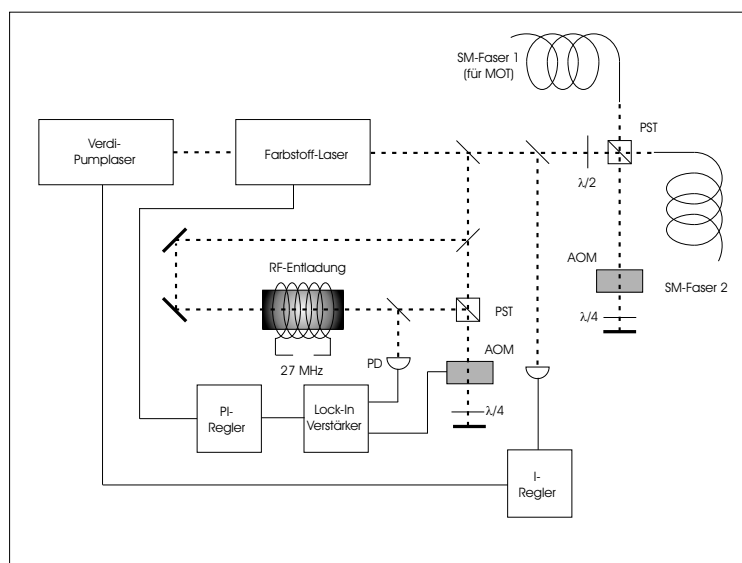 SM-Faser 1
(für MOT)
PST
Verdi-
Pumplaser
Farbstoff-Laser
λ/2
AOM
SM-Faser 2
RF-Entladung
PST
λ/4
27 MHz
PD
AOM
PI-
Regler
Lock-In
Verstärker
λ/4
I-
Regler